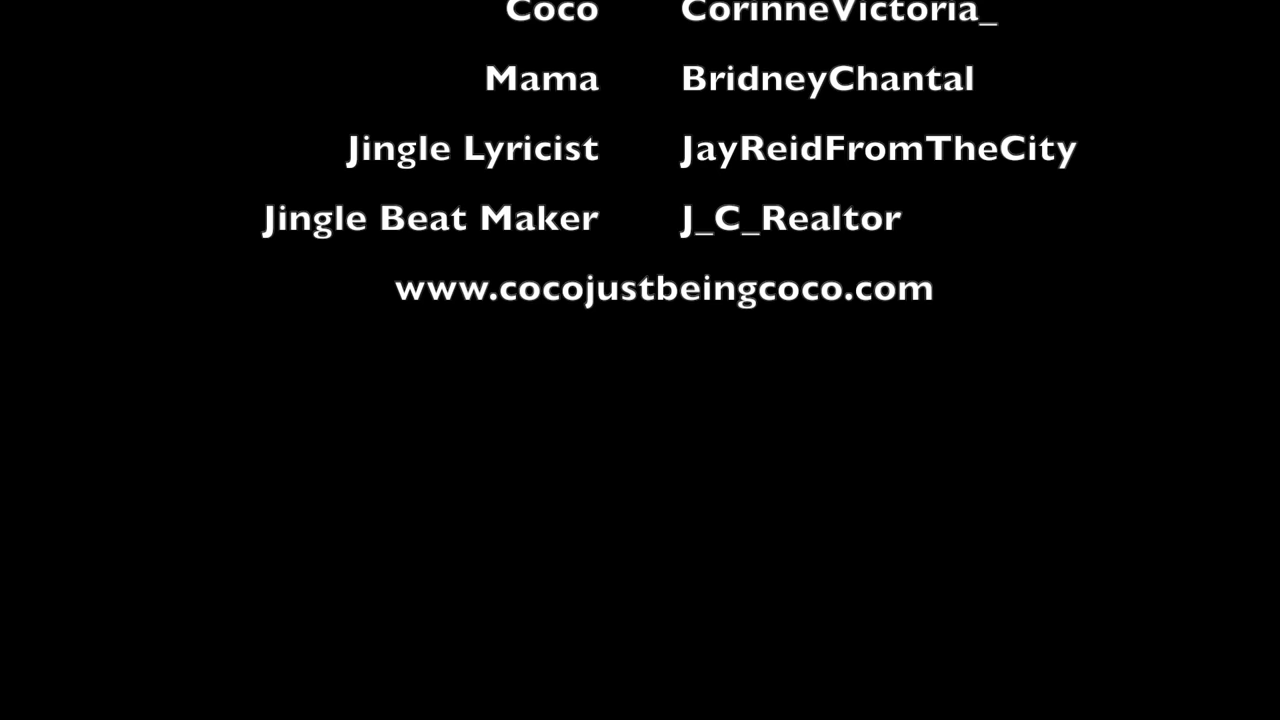 Coco CorinneVictoria_
Mama BridneyChantal
Jingle Lyricist JayReidFromTheCity
Jingle Beat Maker J_C_Realtor
www.cocojustbeingcoco.com